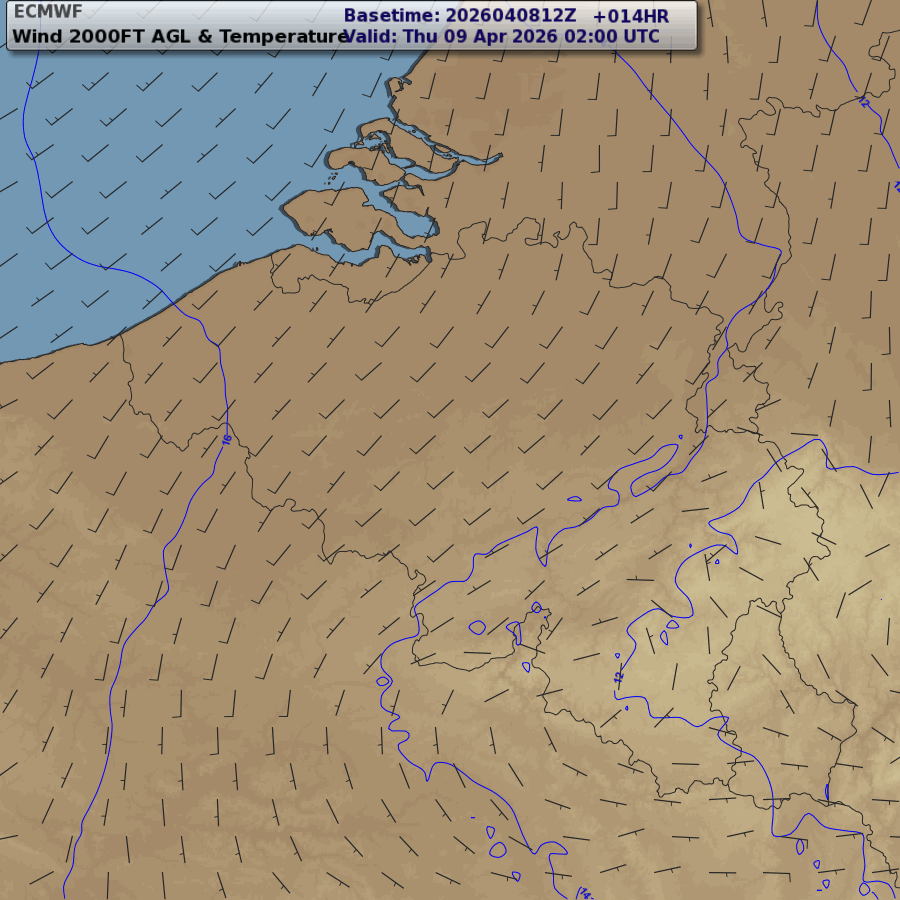 ECMWF
Basetime: 2026040812Z +014HR
Wind 2000FT AGL & Temperature
Valid: Thu 09 Apr 2026 02:00 UTC
12
16
12
14